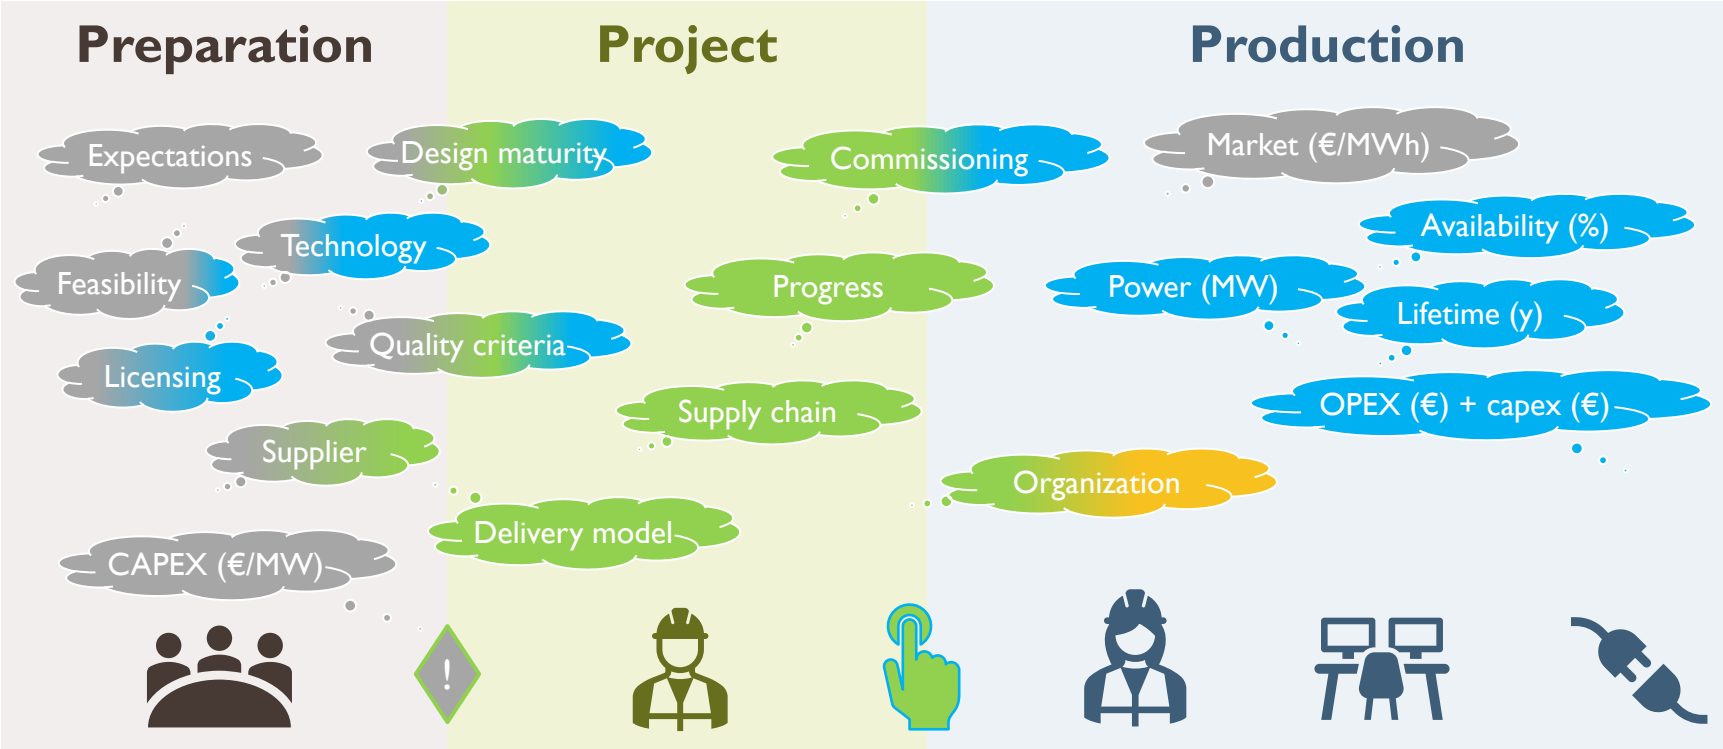 Preparation
Project
Production
Expectations
Design maturity
Commissioning
Market (€/MWh)
Technology
Availability (%)
Feasibility
Progress
Power (MW)
Lifetime (y)
Quality criteria
Licensing
Supply chain
OPEX (€) + capex (€)
Supplier
Organization
Delivery model
CAPEX (€/MW)
!